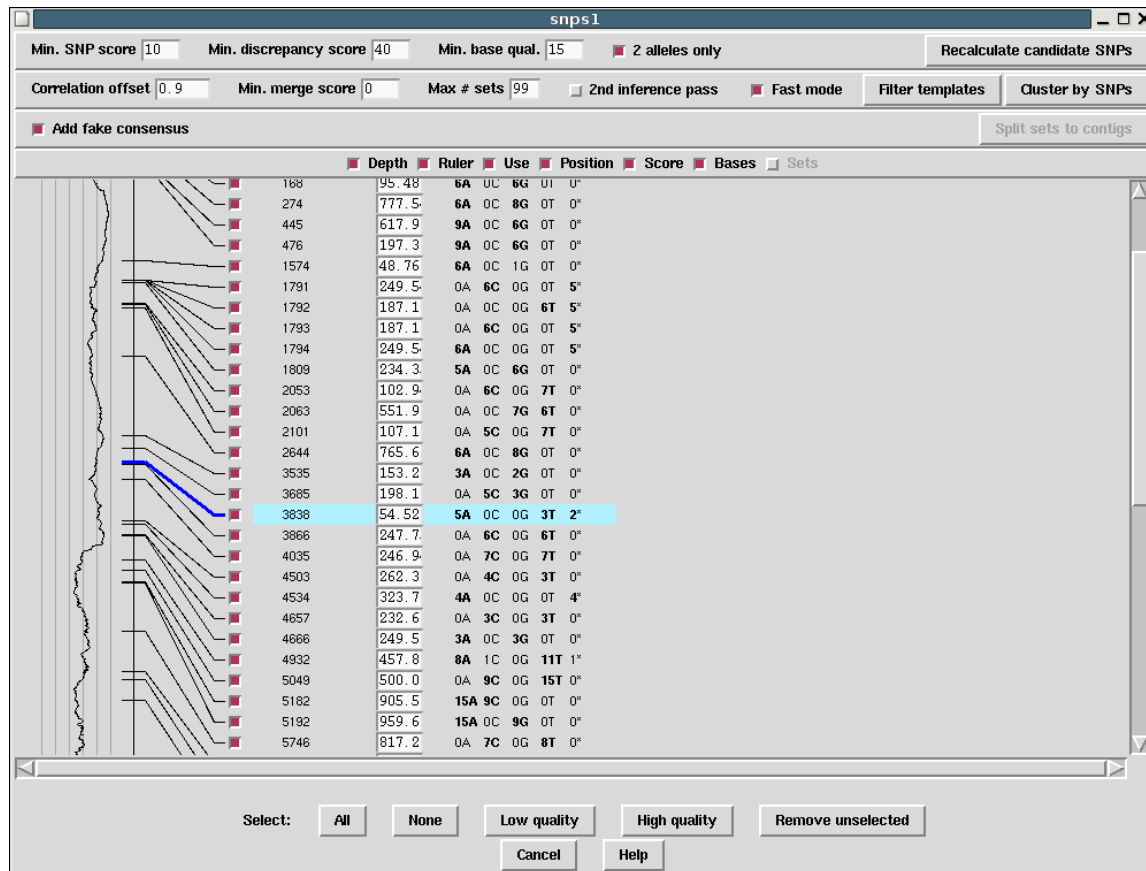 snps1
Min. SNP score 10 Min. discrepancy score 40 Min. base qual. 15 2 alleles only Recalculate candidate SNPs
Correlation offset 0.9 Min. merge score 0 Max # sets 99 2nd inference pass Fast mode Filter templates Cluster by SNPs
Add fake consensus Split sets to contigs
Depth Ruler Use Position Score Bases Sets
168 95.48 6A 0C 6G 0T 0*
274 777.5 6A 0C 8G 0T 0*
445 617.9 9A 0C 6G 0T 0*
476 197.3 9A 0C 6G 0T 0*
1574 48.76 6A 0C 1G 0T 0*
1791 249.5 0A 6C 0G 0T 5*
1792 187.1 0A 0C 0G 6T 5*
1793 187.1 0A 6C 0G 0T 5*
1794 249.5 6A 0C 0G 0T 5*
1809 234.3 5A 0C 6G 0T 0*
2053 102.9 0A 6C 0G 7T 0*
2063 551.9 0A 0C 7G 6T 0*
2101 107.1 0A 5C 0G 7T 0*
2644 765.6 6A 0C 8G 0T 0*
3535 153.2 3A 0C 2G 0T 0*
3685 198.1 0A 5C 3G 0T 0*
3838 54.52 5A 0C 0G 3T 2*
3866 247.7 0A 6C 0G 6T 0*
4035 246.9 0A 7C 0G 7T 0*
4503 262.3 0A 4C 0G 3T 0*
4534 323.7 4A 0C 0G 0T 4*
4657 232.6 0A 3C 0G 3T 0*
4666 249.5 3A 0C 3G 0T 0*
4932 457.8 8A 1C 0G 11T 1*
5049 500.0 0A 9C 0G 15T 0*
5182 905.5 15A 9C 0G 0T 0*
5192 959.6 15A 0C 9G 0T 0*
5746 817.2 0A 7C 0G 8T 0*
Select: All None Low quality High quality Remove unselected
Cancel Help